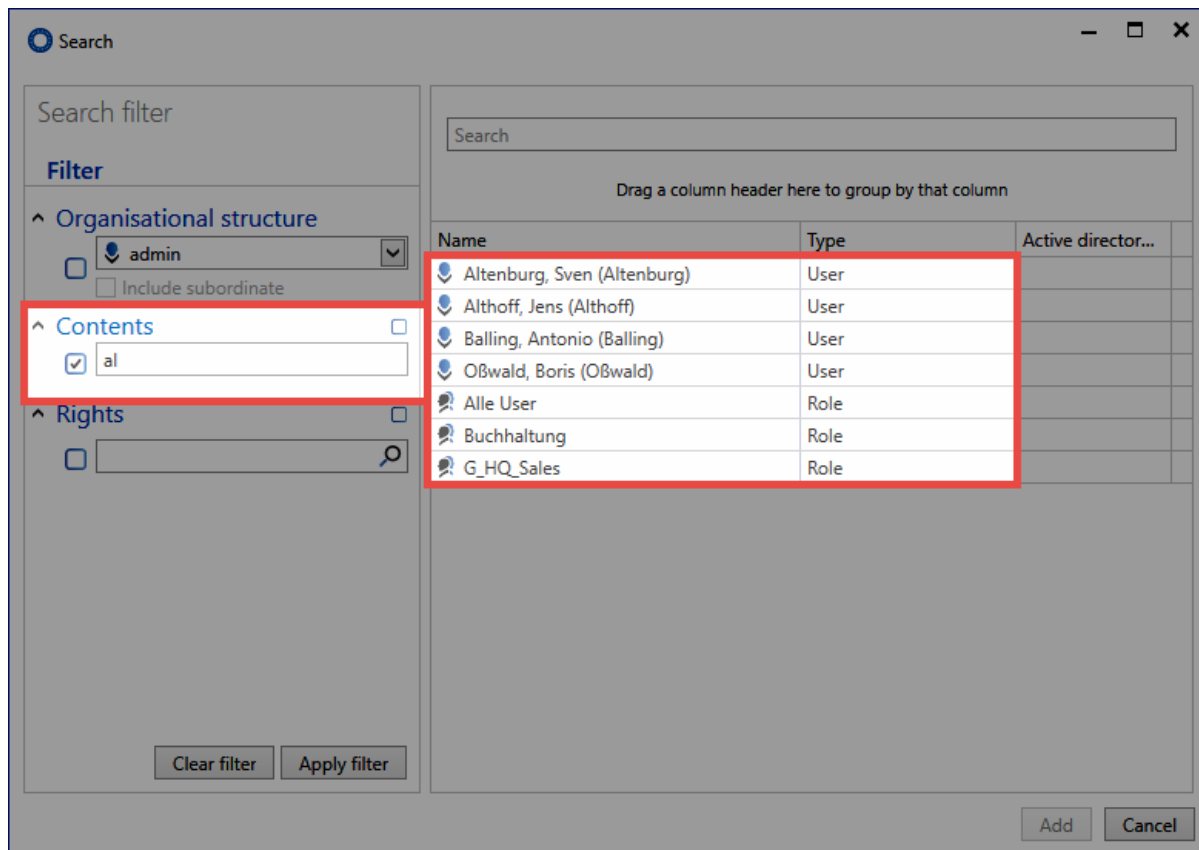 Search
Search filter
Filter
Organisational structure
admin
Include subordinate
Contents
al
Rights
Clear filter Apply filter
Search
Drag a column header here to group by that column
Name Type Active director...
Altenburg, Sven (Altenburg) User
Althoff, Jens (Althoff) User
Balling, Antonio (Balling) User
Oßwald, Boris (Oßwald) User
Alle User Role
Buchhaltung Role
G_HQ_Sales Role
Add Cancel